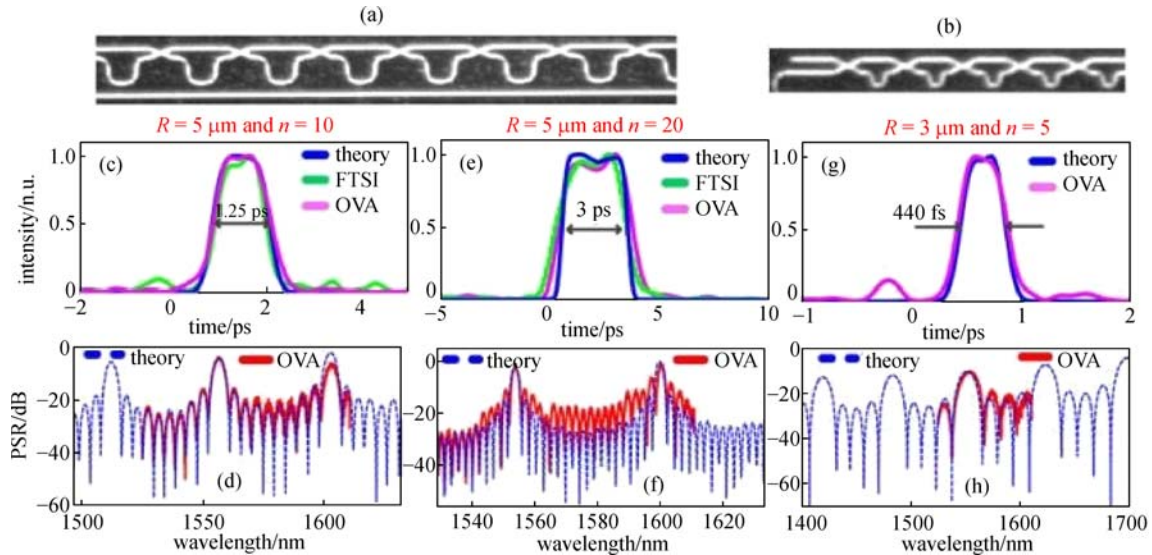 (a)
(b)
R = 5 μm and n = 10
R = 5 μm and n = 20
R = 3 μm and n = 5
(c)
theory
FTSI
OVA
1.25 ps
intensity/n.u.
1.0
0.5
0
−2
0
2
4
time/ps
(e)
theory
FTSI
OVA
3 ps
1.0
0.5
0
−5
0
5
10
time/ps
(g)
theory
OVA
440 fs
1.0
0.5
0
−1
0
1
2
time/ps
theory
OVA
PSR/dB
0
−20
−40
−60
(d)
1500
1550
1600
wavelength/nm
theory
OVA
0
−20
−40
(f)
1540
1560
1580
1600
1620
wavelength/nm
theory
OVA
0
−20
−40
−60
(h)
1400
1500
1600
1700
wavelength/nm